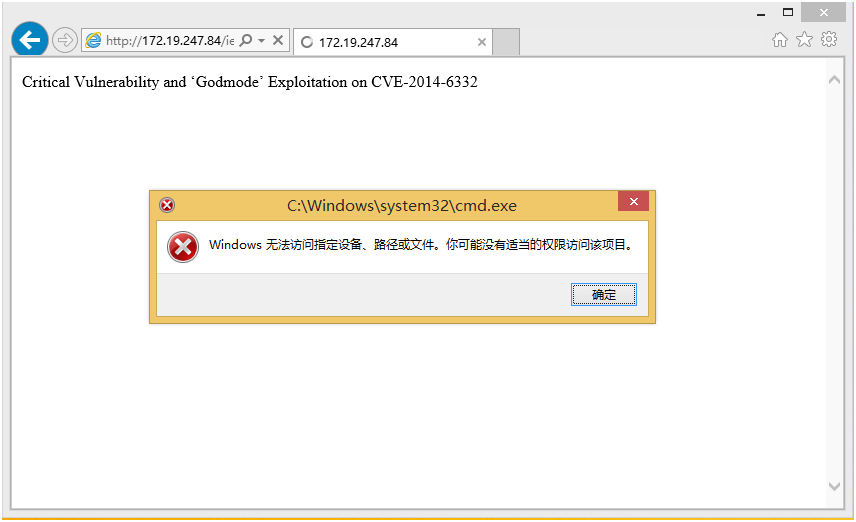 http://172.19.247.84/ie
172.19.247.84
Critical Vulnerability and ‘Godmode’ Exploitation on CVE-2014-6332
C:\Windows\system32\cmd.exe
Windows 无法访问指定设备、路径或文件。你可能没有适当的权限访问该项目。
确定